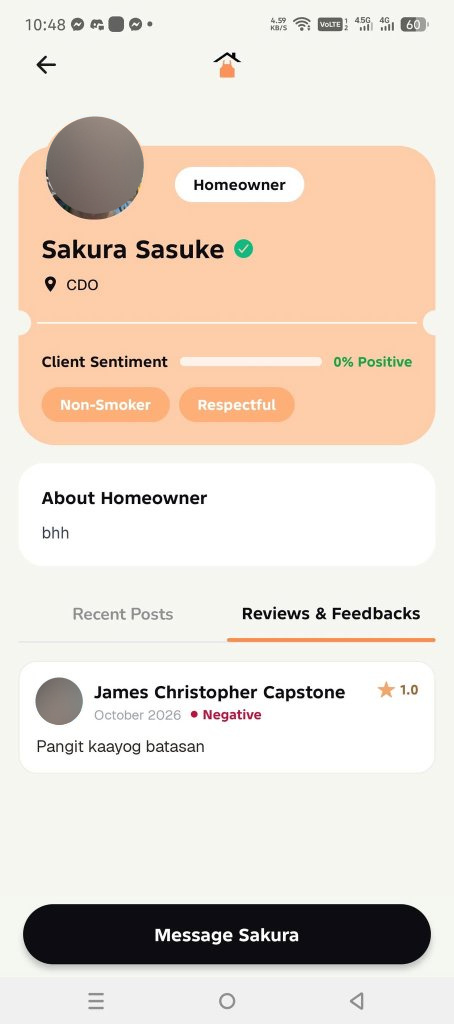 10:48
4.59
KB/S
VoLTE
1
2
4.5G
4G
60
Homeowner
Sakura Sasuke
CDO
Client Sentiment
0% Positive
Non-Smoker
Respectful
About Homeowner
bhh
Recent Posts
Reviews & Feedbacks
James Christopher Capstone
1.0
October 2026
Negative
Pangit kaayog batasan
Message Sakura